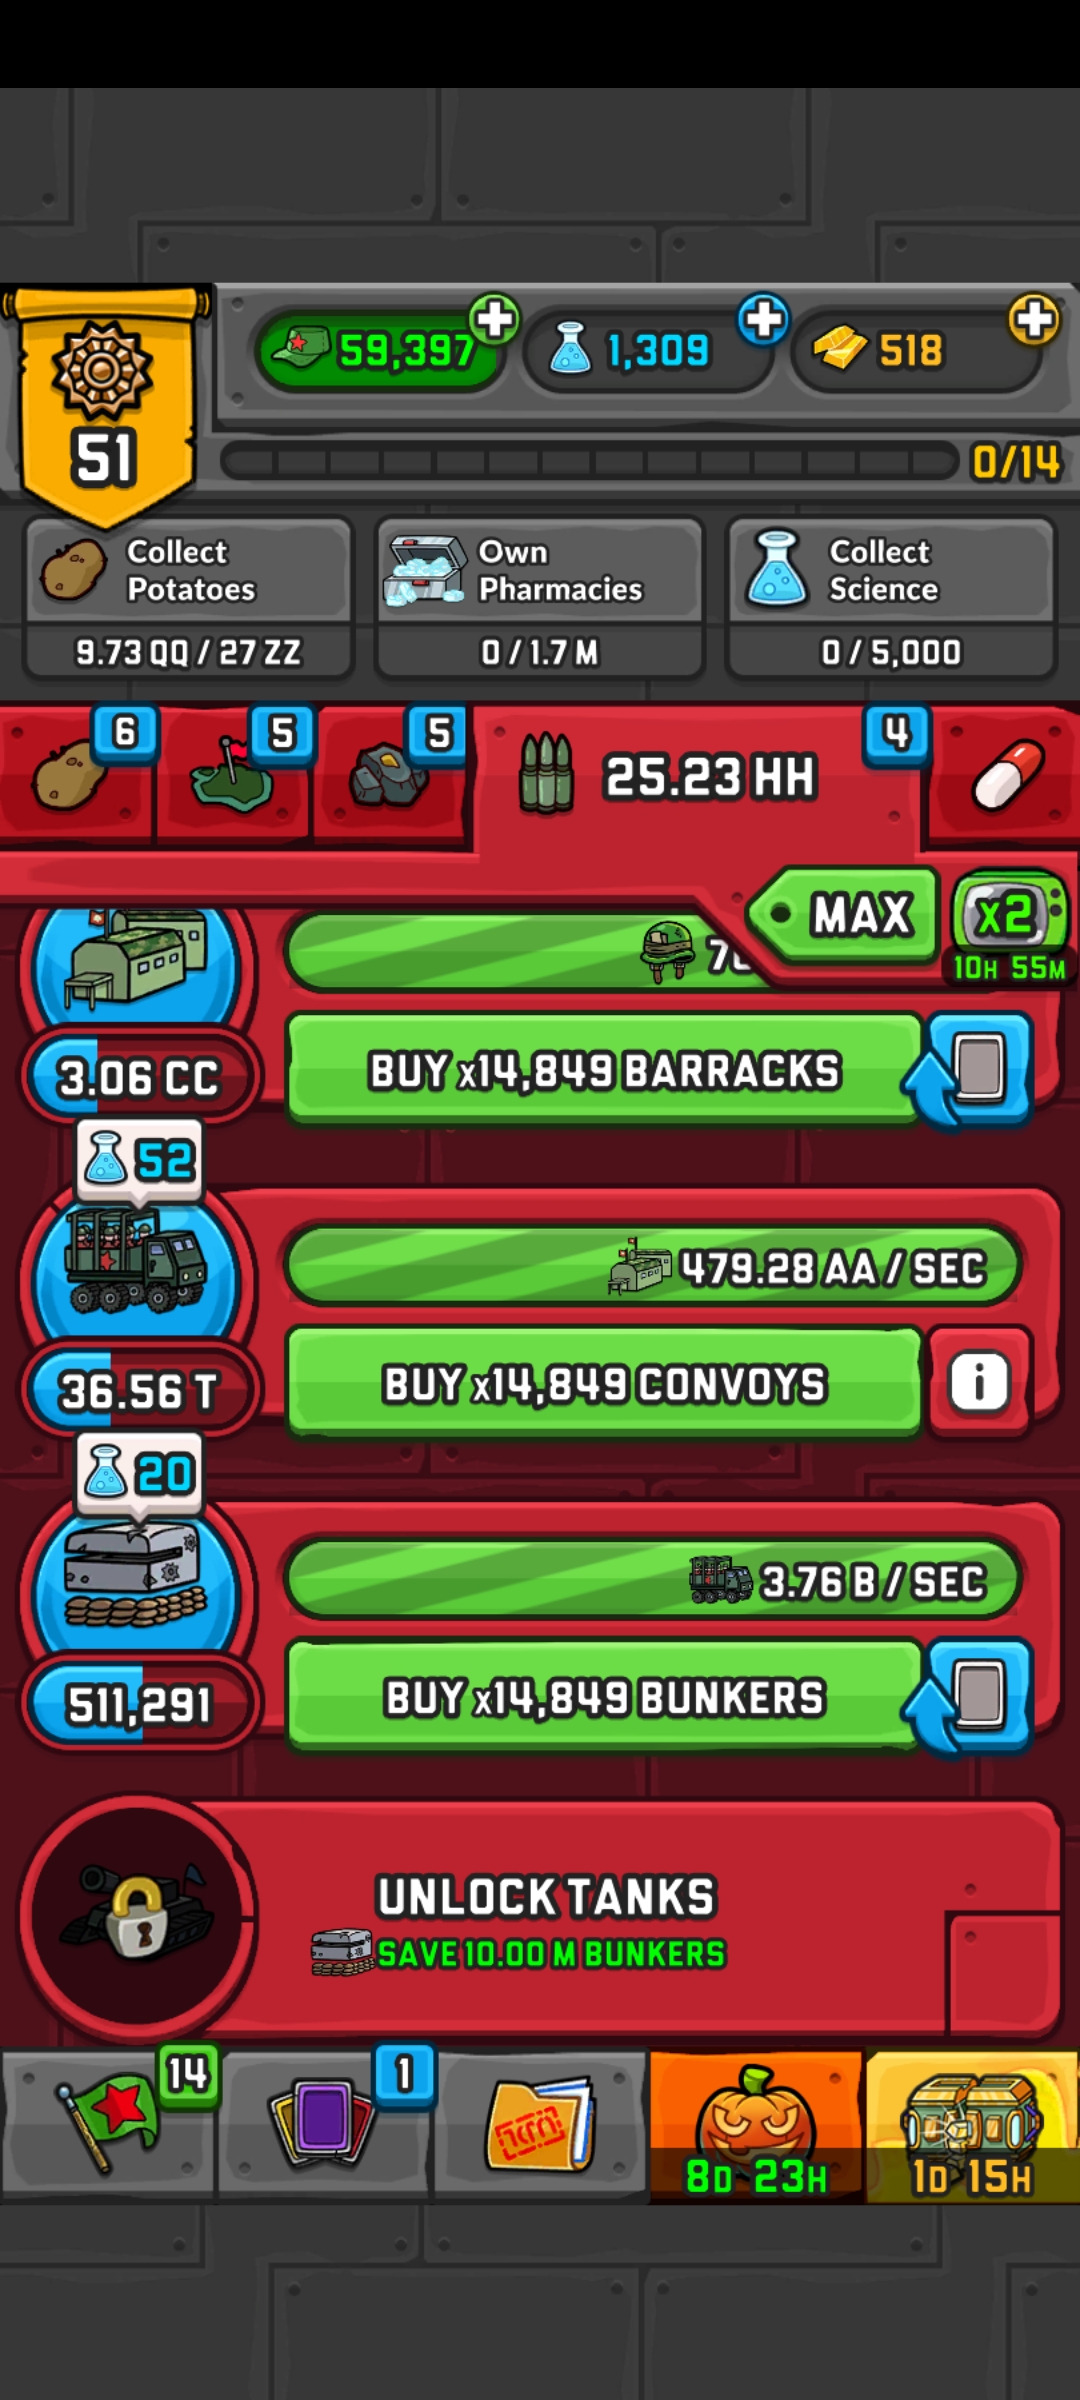 59,397
1,309
518
51
0/14
Collect
Potatoes
9.73 QQ / 27 ZZ
Own
Pharmacies
0 / 1.7 M
Collect
Science
0 / 5,000
6
5
5
25.23 HH
4
MAX
x2
10H 55M
3.06 CC
BUY x14,849 BARRACKS
52
479.28 AA / SEC
36.56 T
BUY x14,849 CONVOYS
i
20
3.76 B / SEC
511,291
BUY x14,849 BUNKERS
UNLOCK TANKS
SAVE 10.00 M BUNKERS
14
1
8D 23H
1D 15H